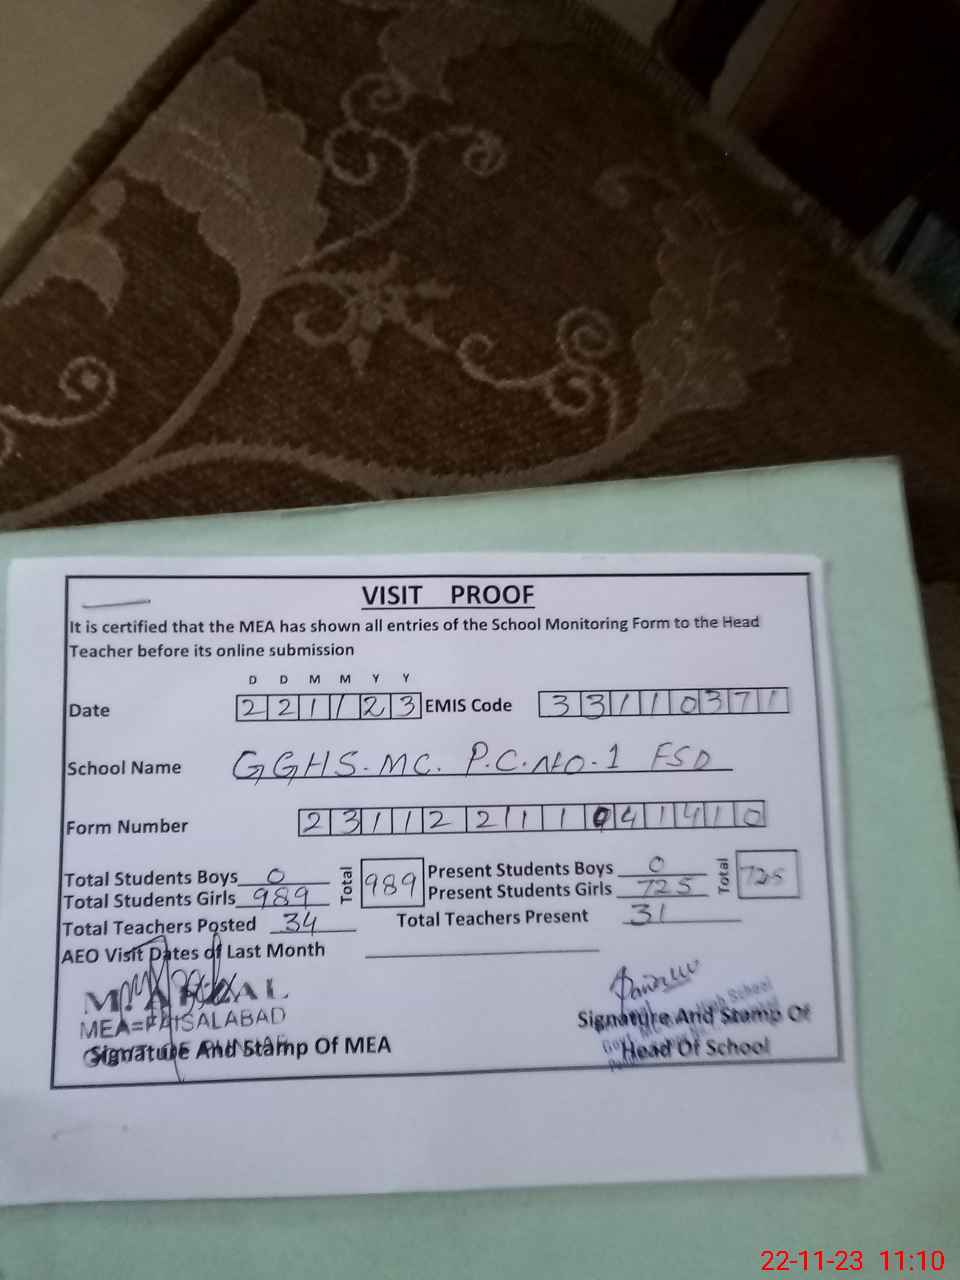 VISIT PROOF
It is certified that the MEA has shown all entries of the School Monitoring Form to the Head
Teacher before its online submission
D D M M Y Y
Date 2 2 1 1 2 3 EMIS Code 3 3 1 1 0 3 7 1
School Name GGHS. MC. P.C. No. 1 FSD
Form Number 2 3 1 1 2 2 1 1 0 4 1 4 1 0
Total Students Boys 0 Total 989 Present Students Boys 0 Total 725
Total Students Girls 989 Present Students Girls 725
Total Teachers Posted 34 Total Teachers Present 31
AEO Visit Dates of Last Month
MEA=FAISALABAD
Signature And Stamp Of MEA
Signature And Stamp Of
Head Of School
22-11-23 11:10